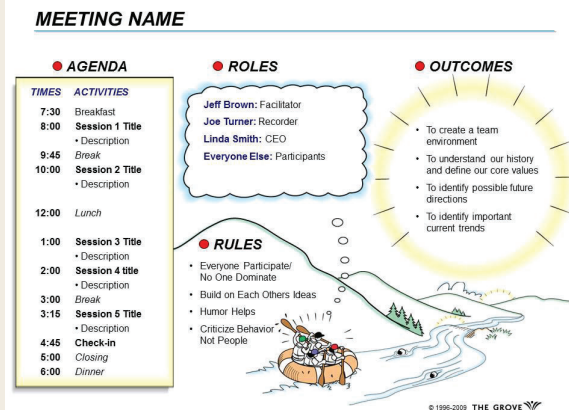 MEETING NAME
AGENDA
TIMES ACTIVITIES
7:30 Breakfast
8:00 Session 1 Title
• Description
9:45 Break
10:00 Session 2 Title
• Description
12:00 Lunch
1:00 Session 3 Title
• Description
2:00 Session 4 title
• Description
3:00 Break
3:15 Session 5 Title
• Description
4:45 Check-in
5:00 Closing
6:00 Dinner
ROLES
Jeff Brown: Facilitator
Joe Turner: Recorder
Linda Smith: CEO
Everyone Else: Participants
RULES
• Everyone Participate/
No One Dominate
• Build on Each Others Ideas
• Humor Helps
• Criticize Behavior
Not People
OUTCOMES
• To create a team
environment
• To understand our history
and define our core values
• To identify possible future
directions
• To identify important
current trends
© 1996-2009 THE GROVE